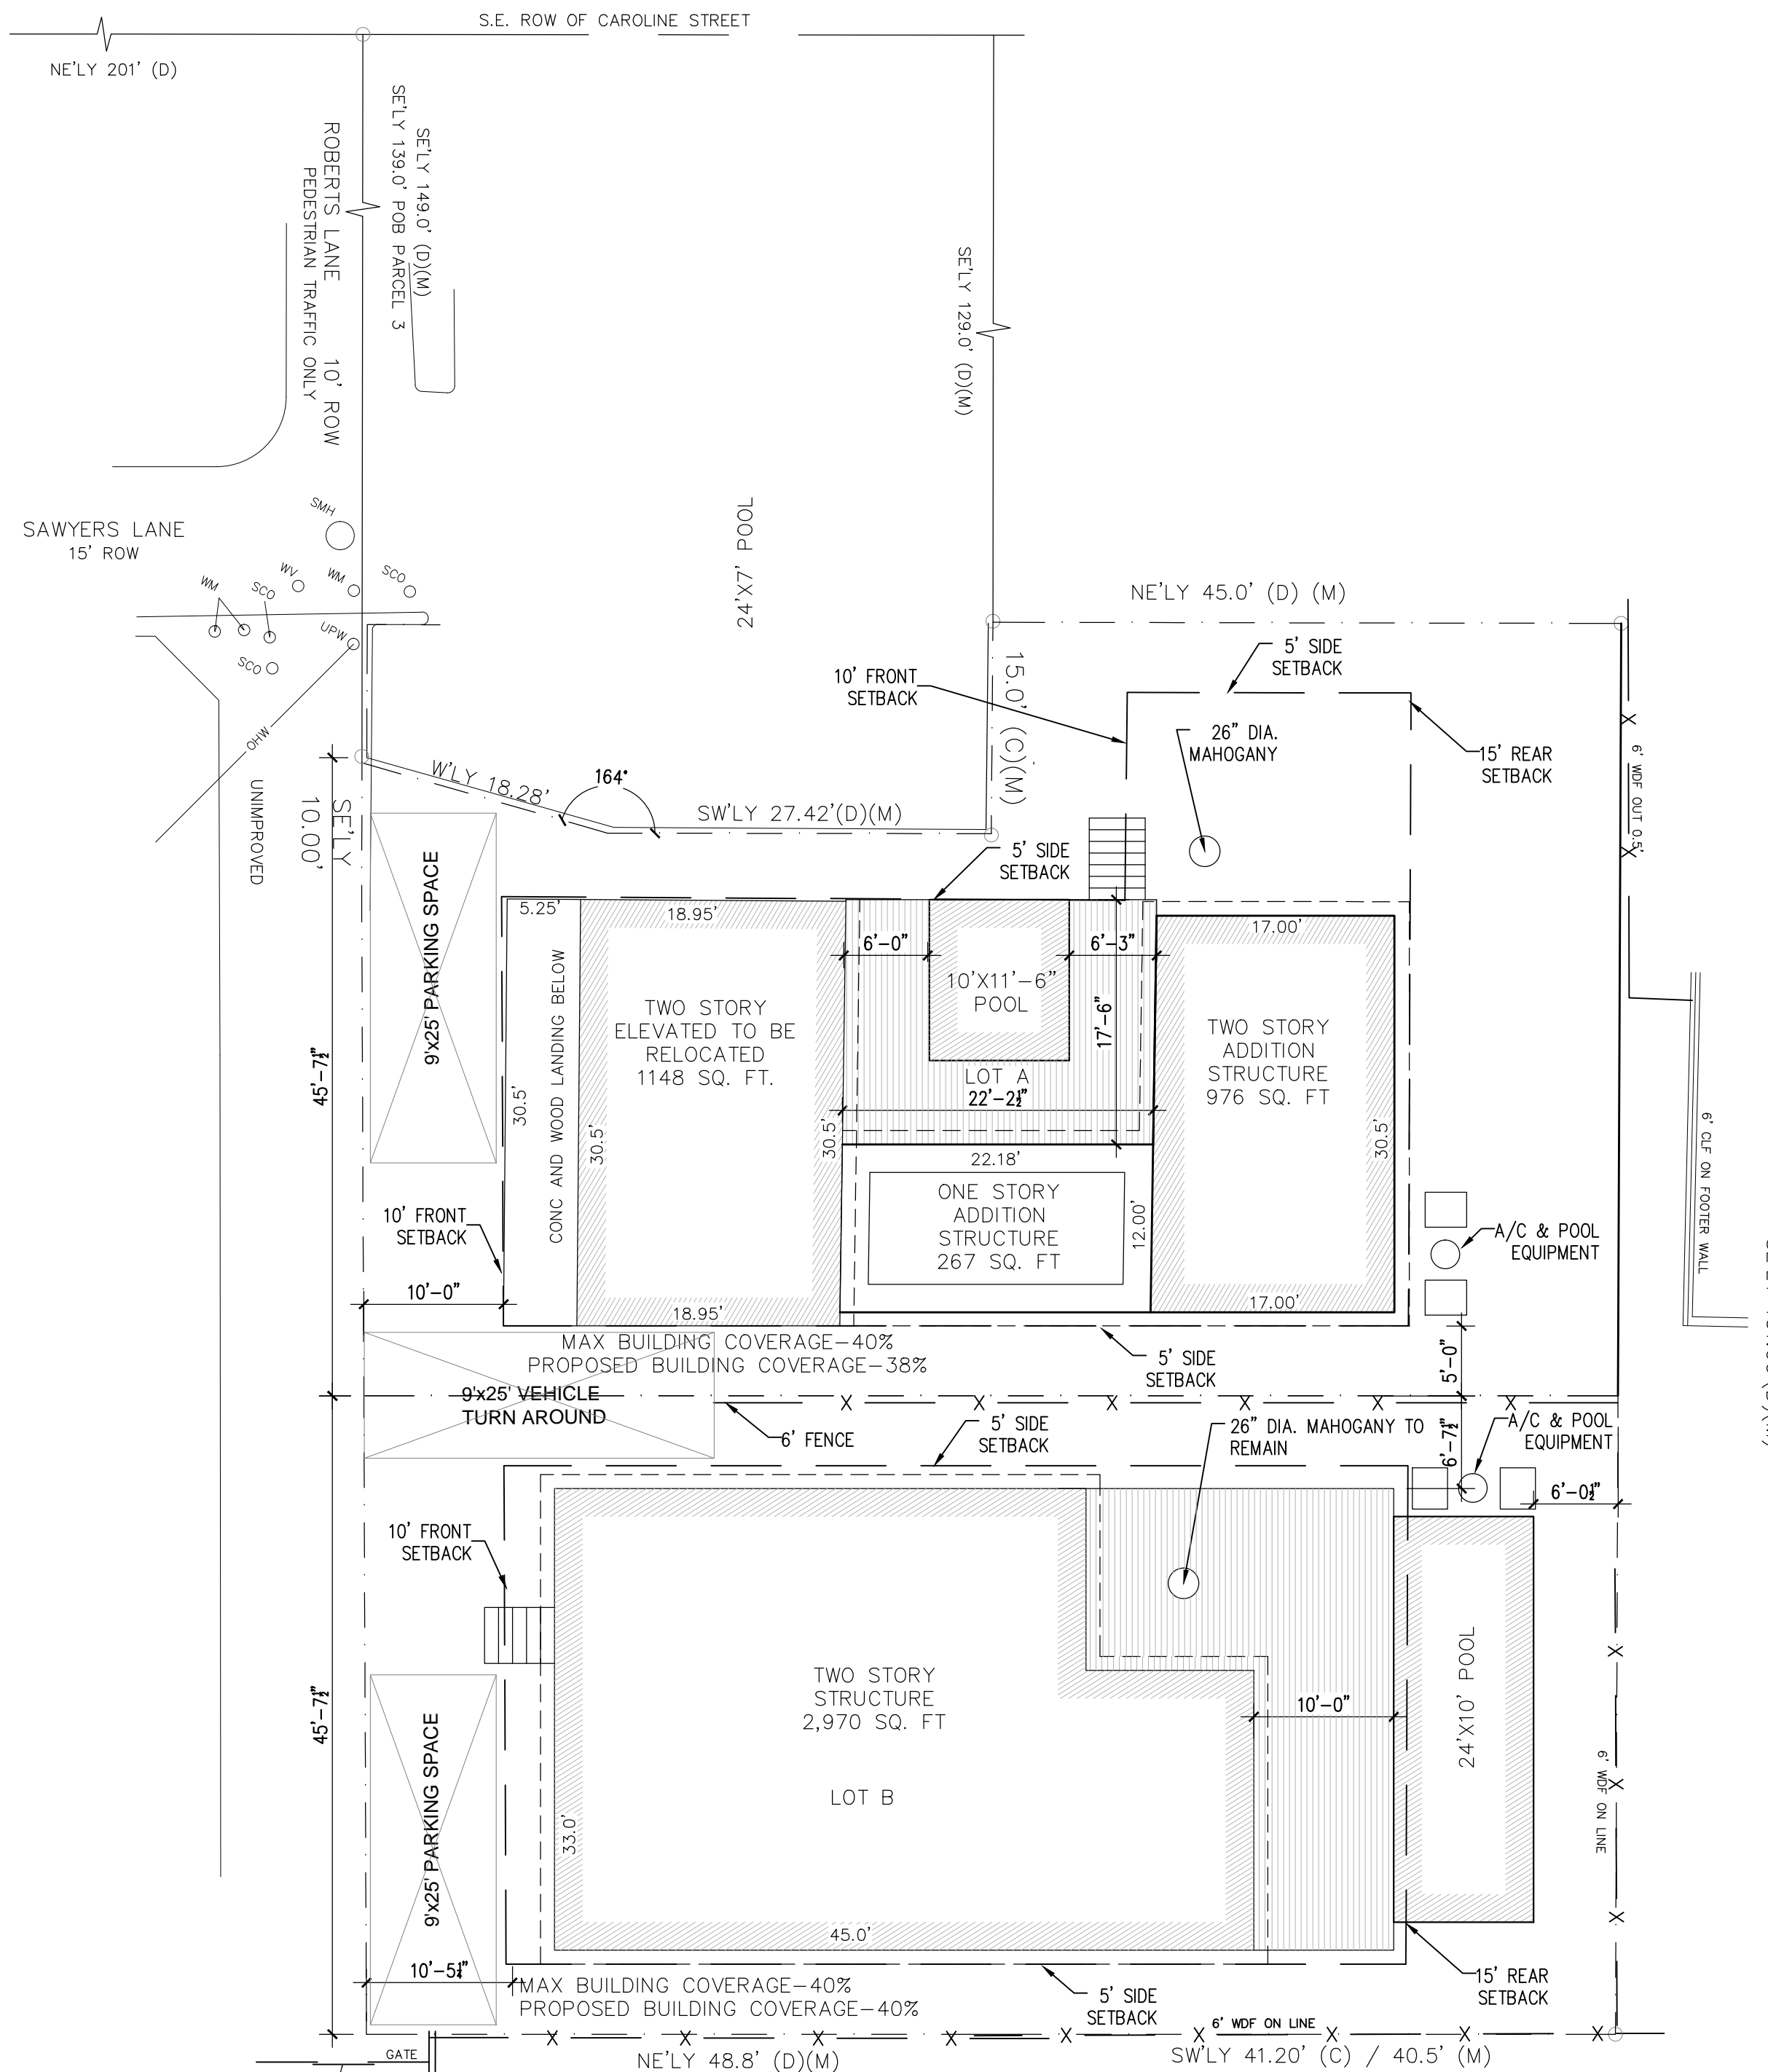 S.E. ROW OF CAROLINE STREET
NE'LY 201' (D)
SE'LY 149.0' (D)(M)
SE'LY 139.0' POB PARCEL 3
ROBERTS LANE 10' ROW
PEDESTRIAN TRAFFIC ONLY
SE'LY 129.0' (D)(M)
SAWYERS LANE
15' ROW
SMH
WM
SCO
WV
WM
SCO
UPW
SCO
OHW
24'X7' POOL
NE'LY 45.0' (D) (M)
5' SIDE
SETBACK
10' FRONT
SETBACK
15.0' (C)(M)
26" DIA.
MAHOGANY
15' REAR
SETBACK
6' WDF OUT 0.5'
W'LY 18.28'
164°
SW'LY 27.42'(D)(M)
UNIMPROVED
SE'LY
10.00'
5' SIDE
SETBACK
9'x25' PARKING SPACE
5.25'
18.95'
6'-0"
6'-3"
17.00'
10'X11'-6"
POOL
CONC AND WOOD LANDING BELOW
TWO STORY
ELEVATED TO BE
RELOCATED
1148 SQ. FT.
17'-6"
TWO STORY
ADDITION
STRUCTURE
976 SQ. FT
45'-7½"
30.5'
30.5'
30.5'
30.5'
LOT A
22'-2½"
22.18'
ONE STORY
ADDITION
STRUCTURE
267 SQ. FT
12.00'
6' CLF ON FOOTER WALL
10' FRONT
SETBACK
A/C & POOL
EQUIPMENT
10'-0"
18.95'
17.00'
MAX BUILDING COVERAGE-40%
PROPOSED BUILDING COVERAGE-38%
5' SIDE
SETBACK
5'-0"
9'x25' VEHICLE
TURN AROUND
X X X X X X
6' FENCE
5' SIDE
SETBACK
26" DIA. MAHOGANY TO
REMAIN
A/C & POOL
EQUIPMENT
6'-7½"
6'-0½"
10' FRONT
SETBACK
TWO STORY
STRUCTURE
2,970 SQ. FT
10'-0"
24'X10' POOL
45'-7½"
LOT B
6' WDF ON LINE
9'x25' PARKING SPACE
33.0'
45.0'
10'-5¼"
MAX BUILDING COVERAGE-40%
PROPOSED BUILDING COVERAGE-40%
5' SIDE
SETBACK
15' REAR
SETBACK
6' WDF ON LINE
GATE
NE'LY 48.8' (D)(M)
SW'LY 41.20' (C) / 40.5' (M)